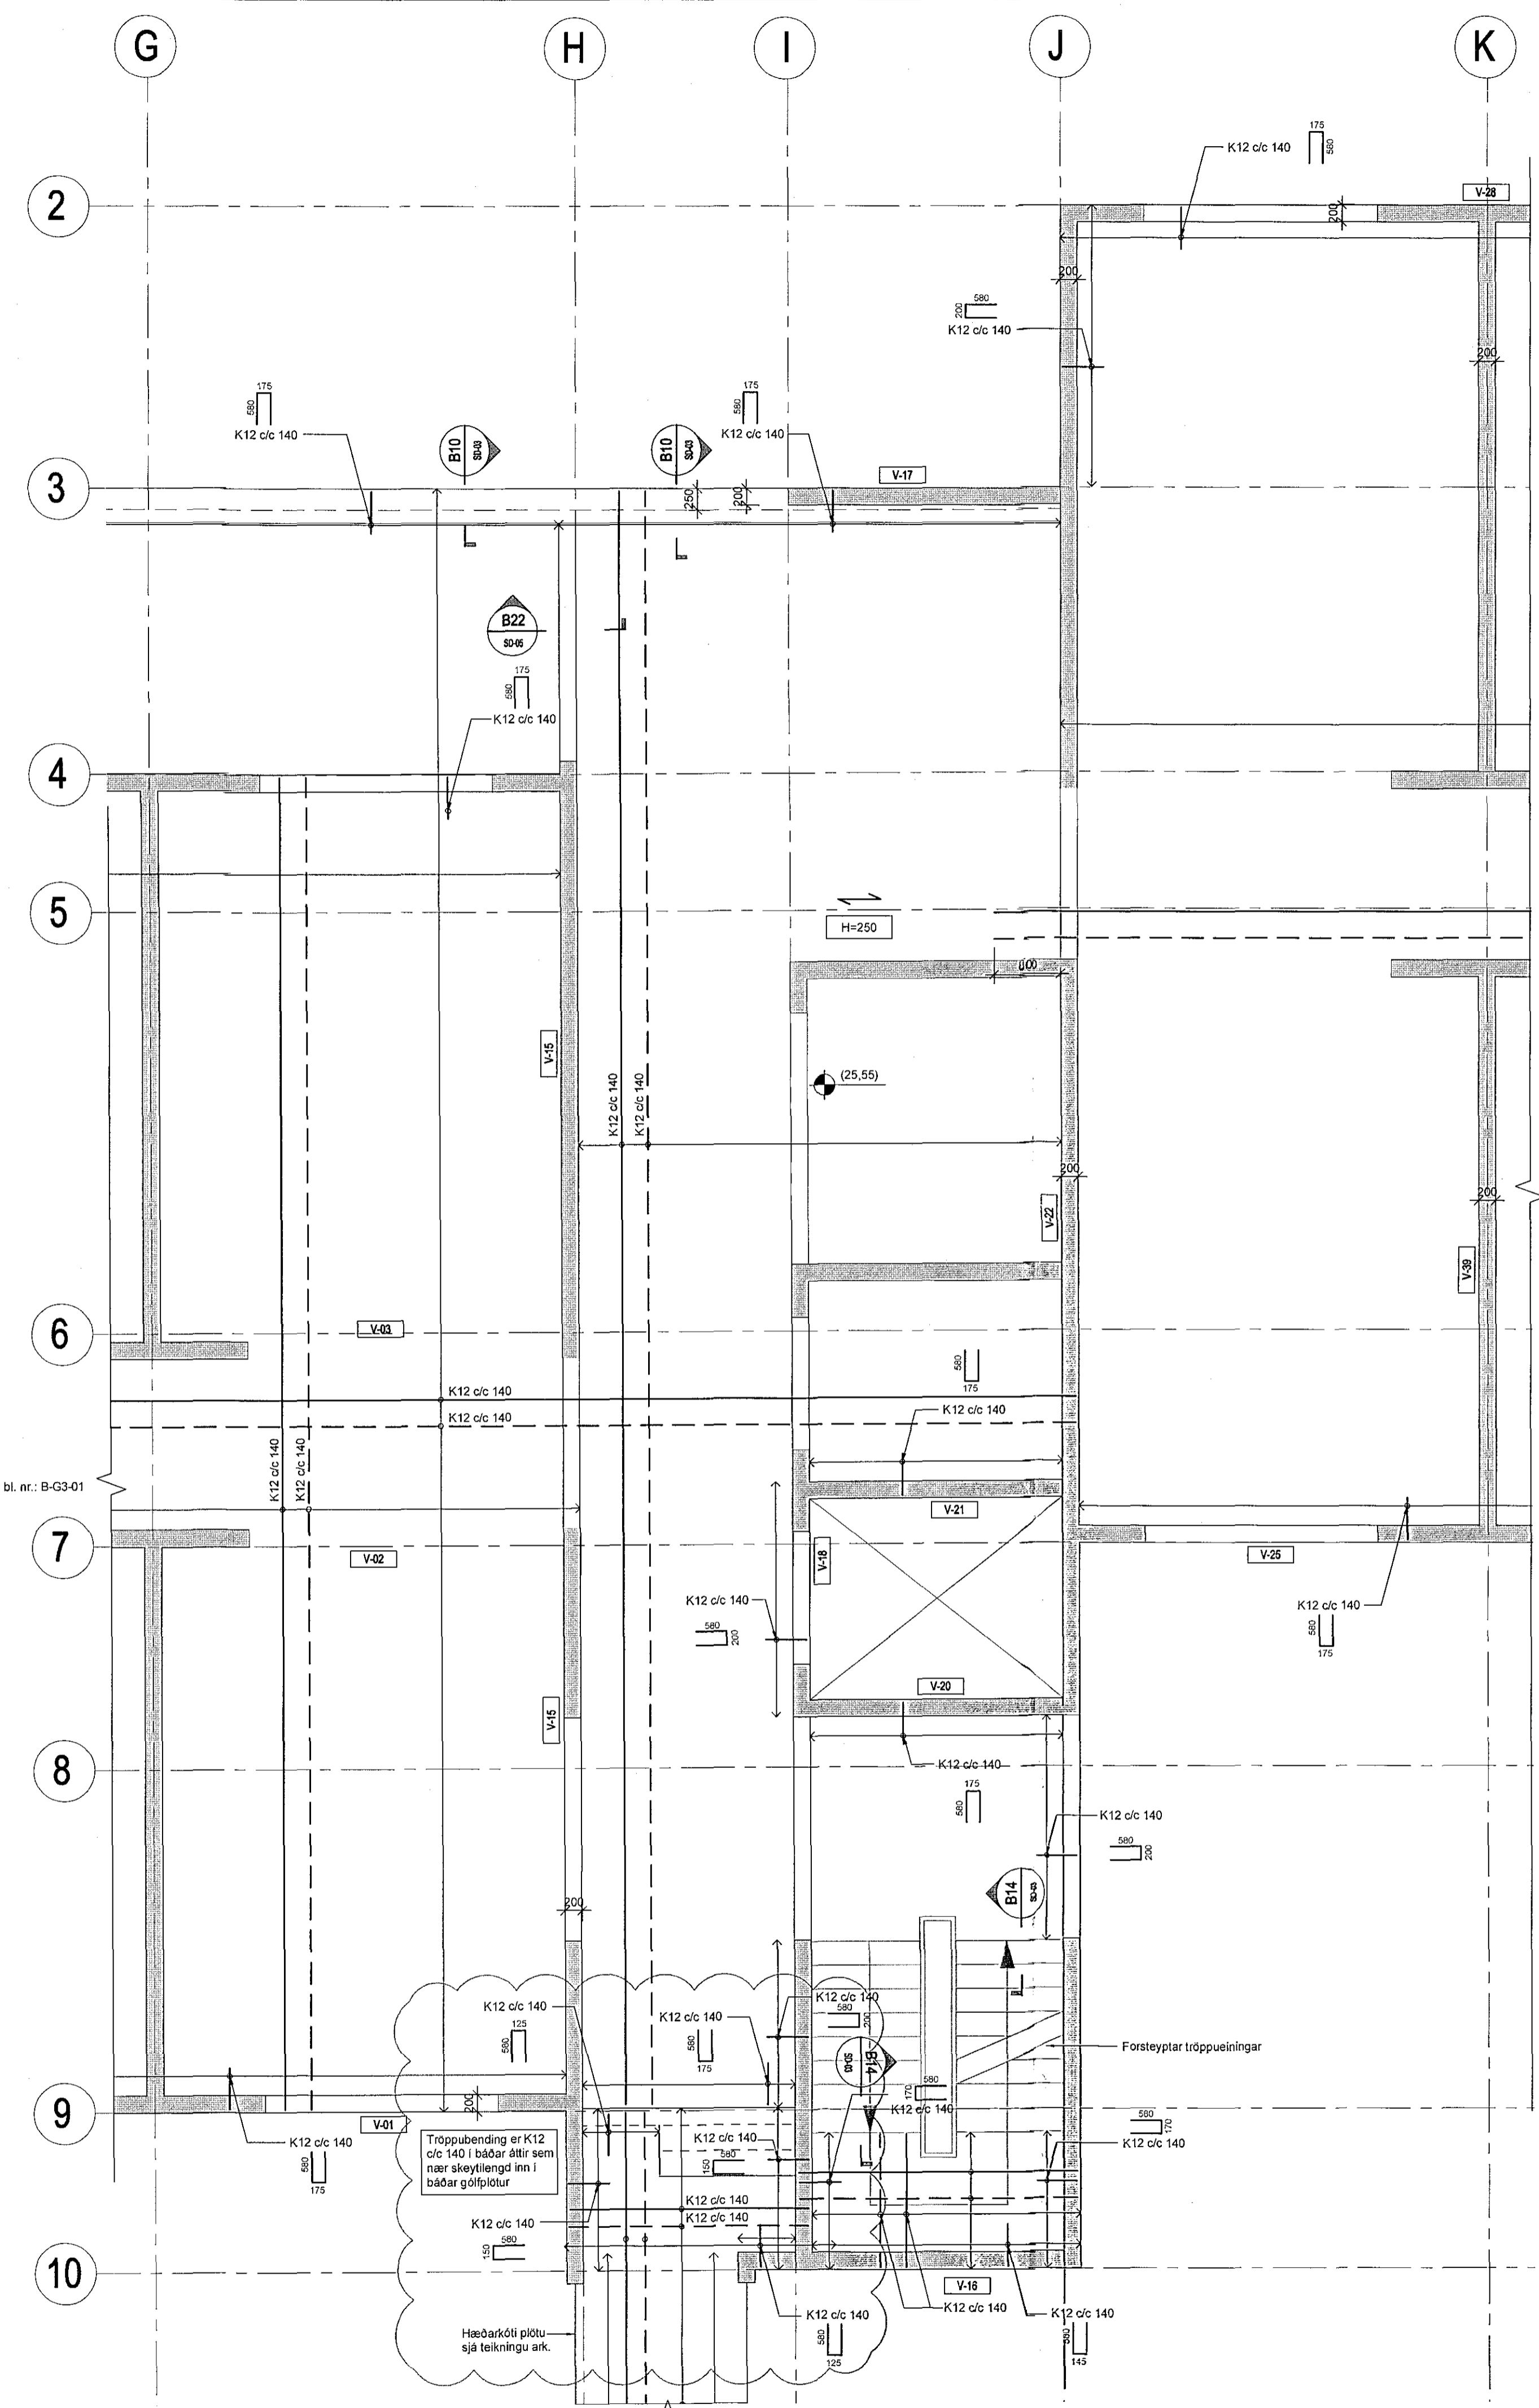 G H I J K
2
175
580
K12 c/c 140
V-28
200
200
580
200
K12 c/c 140
200
175
580
K12 c/c 140
B10
SD-03
B10
SD-03
175
580
K12 c/c 140
3
V-17
250
200
B22
SD-05
175
580
K12 c/c 140
4
5
H=250
V-15
K12 c/c 140
K12 c/c 140
(25,55)
200
200
V-22
V-39
6
V-03
580
175
K12 c/c 140
K12 c/c 140
K12 c/c 140
K12 c/c 140
K12 c/c 140
bl. nr.: B-G3-01
V-21
7
V-02
V-18
V-25
K12 c/c 140
580
200
K12 c/c 140
580
175
V-20
V-15
8
K12 c/c 140
175
580
K12 c/c 140
580
200
B14
SD-03
200
K12 c/c 140
125
580
K12 c/c 140
580
175
K12 c/c 140
580
200
B14
SD-03
Forsteyptar tröppueiningar
580
170
K12 c/c 140
9
200
V-01
K12 c/c 140
580
175
Tröppubending er K12
c/c 140 í báðar áttir sem
nær skeytilengd inn í
báðar gólfplötur
K12 c/c 140
580
150
580
170
K12 c/c 140
K12 c/c 140
K12 c/c 140
K12 c/c 140
580
150
10
V-16
K12 c/c 140
K12 c/c 140
K12 c/c 140
580
125
580
145
Hæðarkóti plötu
sjá teikningu ark.